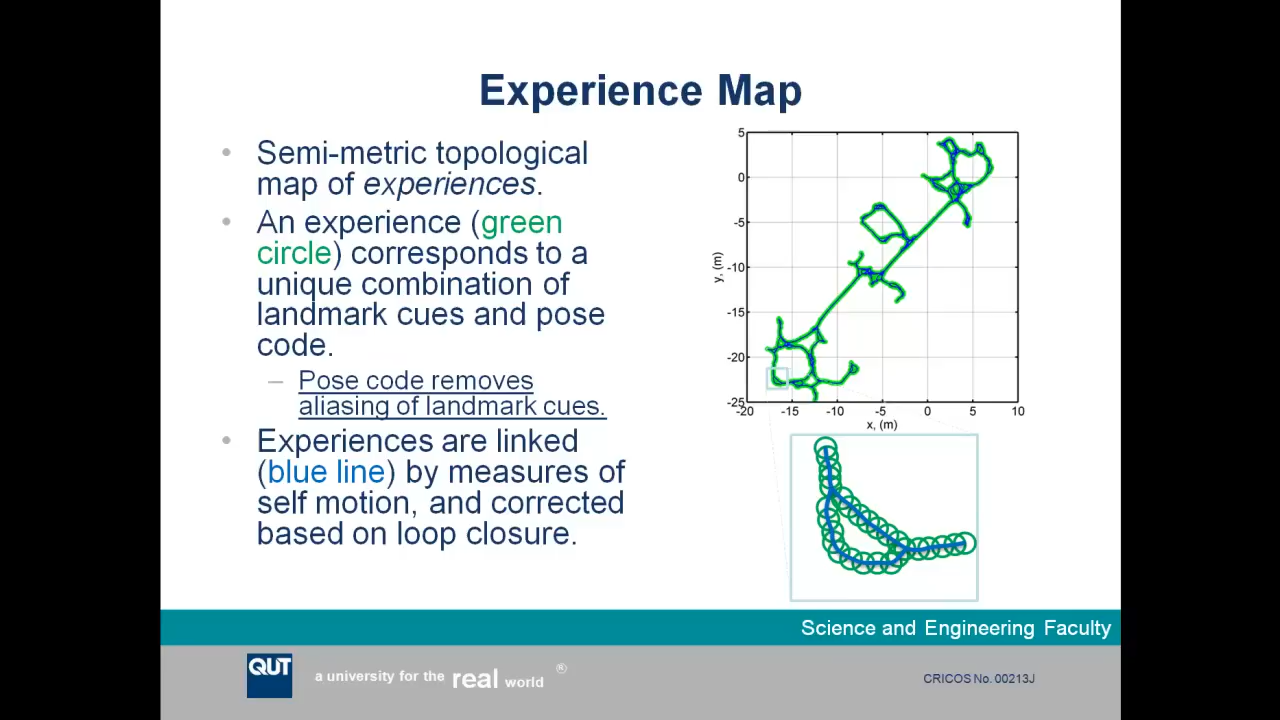 Experience Map
• Semi-metric topological
map of experiences.
• An experience (green
circle) corresponds to a
unique combination of
landmark cues and pose
code.
– Pose code removes
aliasing of landmark cues.
• Experiences are linked
(blue line) by measures of
self motion, and corrected
based on loop closure.
5
0
-5
-10
-15
-20
-25
y, (m)
-20 -15 -10 -5 0 5 10
x, (m)
Science and Engineering Faculty
QUT
a university for the real world ®
CRICOS No. 00213J